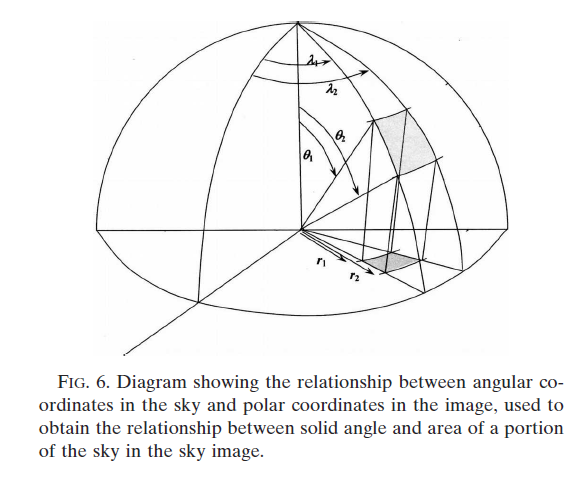 λ1
λ2
θ2
θ1
r1
r2
FIG. 6. Diagram showing the relationship between angular co-
ordinates in the sky and polar coordinates in the image, used to
obtain the relationship between solid angle and area of a portion
of the sky in the sky image.